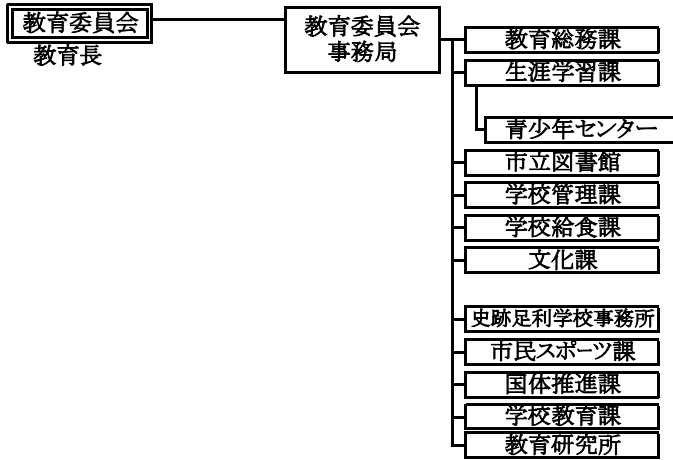 教育委員会
教育長
教育委員会
事務局
教育総務課
生涯学習課
青少年センター
市立図書館
学校管理課
学校給食課
文化課
史跡足利学校事務所
市民スポーツ課
国体推進課
学校教育課
教育研究所